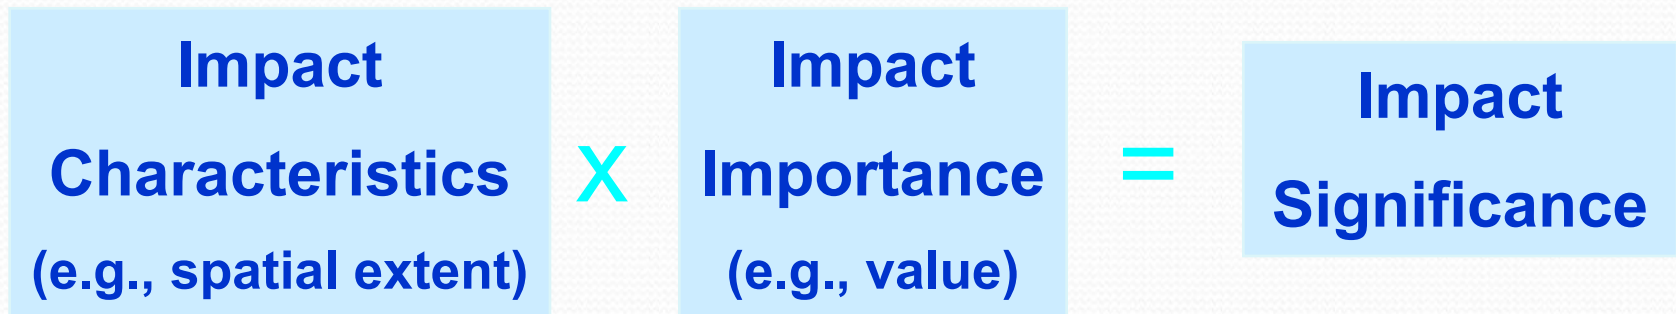 Impact
Characteristics
(e.g., spatial extent)
x
Impact
Importance
(e.g., value)
=
Impact
Significance